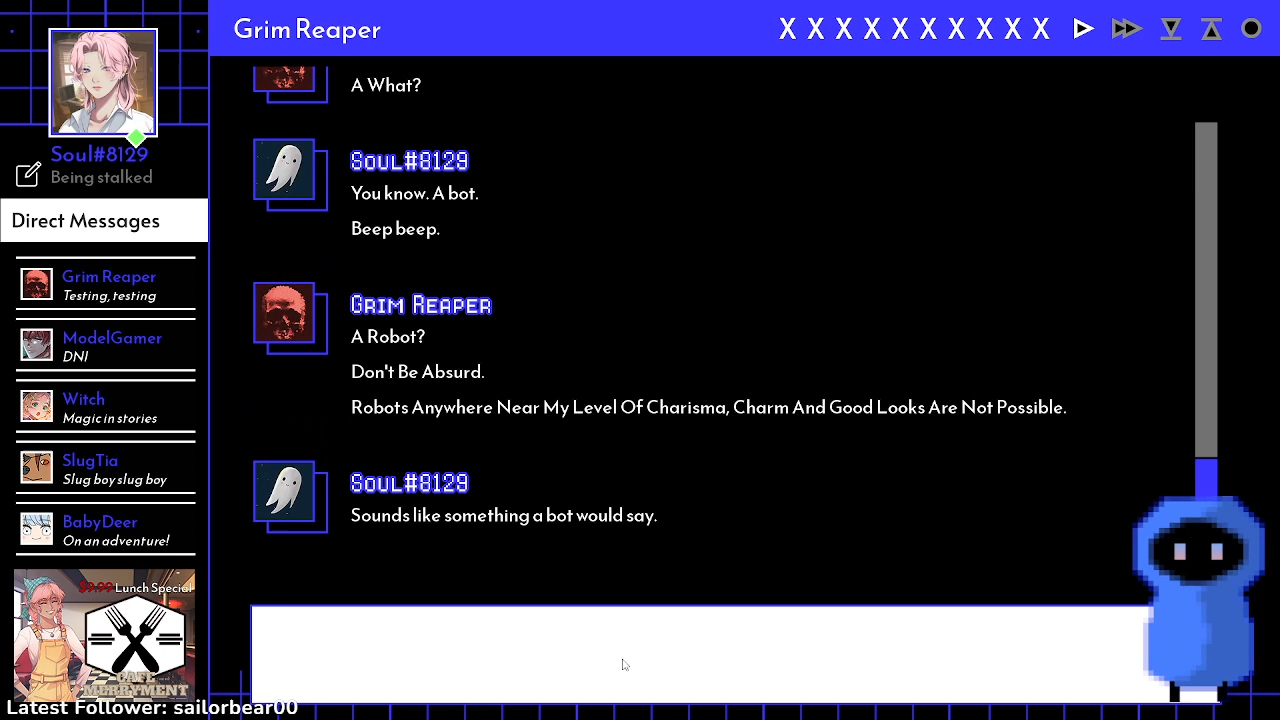 Grim Reaper
X X X X X X X X X X
Soul#8129
Being stalked
Direct Messages
Grim Reaper
Testing, testing
ModelGamer
DNI
Witch
Magic in stories
SlugTia
Slug boy slug boy
BabyDeer
On an adventure!
$9.99 Lunch Special
CAFE
MERRYMENT
Latest Follower: sailorbear00
A What?
Soul#8129
You know. A bot.
Beep beep.
Grim Reaper
A Robot?
Don't Be Absurd.
Robots Anywhere Near My Level Of Charisma, Charm And Good Looks Are Not Possible.
Soul#8129
Sounds like something a bot would say.